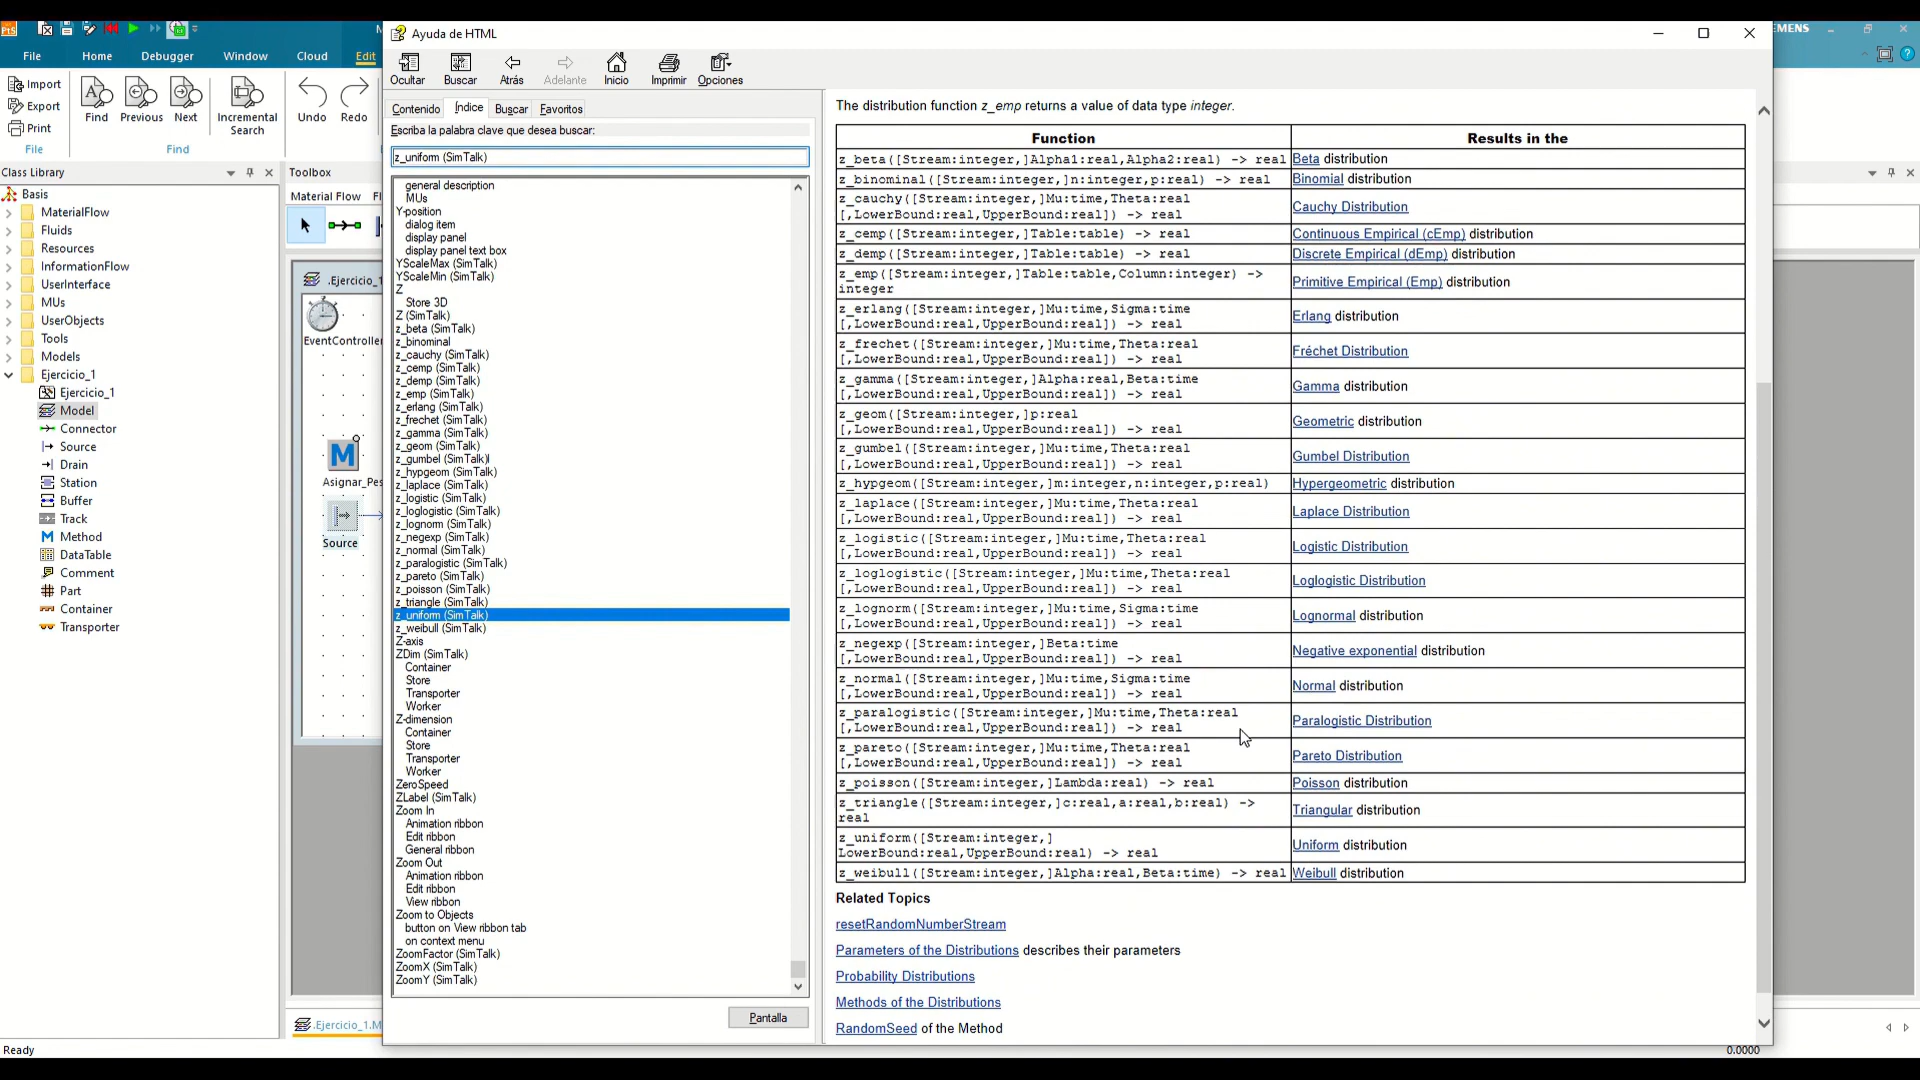 Ayuda de HTML
EMENS
File
Home
Debugger
Window
Cloud
Edit
Import
Export
Print
File
Find
Previous
Next
Incremental
Search
Find
Undo
Redo
Ocultar
Buscar
Atrás
Adelante
Inicio
Imprimir
Opciones
Class Library
Basis
MaterialFlow
Fluids
Resources
InformationFlow
UserInterface
MUs
UserObjects
Tools
Models
Ejercicio_1
Ejercicio_1
Model
Connector
Source
Drain
Station
Buffer
Track
Method
DataTable
Comment
Part
Container
Transporter
Toolbox
Material Flow
.Ejercicio_1
EventController
Asignar_Pes
Source
.Ejercicio_1.M
Contenido
Índice
Buscar
Favoritos
Escriba la palabra clave que desea buscar:
z_uniform (SimTalk)
general description
MUs
Y-position
dialog item
display panel
display panel text box
YScaleMax (SimTalk)
YScaleMin (SimTalk)
Z
Store 3D
Z (SimTalk)
z_beta (SimTalk)
z_binominal
z_cauchy (SimTalk)
z_cemp (SimTalk)
z_demp (SimTalk)
z_emp (SimTalk)
z_erlang (SimTalk)
z_frechet (SimTalk)
z_gamma (SimTalk)
z_geom (SimTalk)
z_gumbel (SimTalk)l
z_hypgeom (SimTalk)
z_laplace (SimTalk)
z_logistic (SimTalk)
z_loglogistic (SimTalk)
z_lognorm (SimTalk)
z_negexp (SimTalk)
z_normal (SimTalk)
z_paralogistic (SimTalk)
z_pareto (SimTalk)
z_poisson (SimTalk)
z_triangle (SimTalk)
z_uniform (SimTalk)
z_weibull (SimTalk)
Z-axis
ZDim (SimTalk)
Container
Store
Transporter
Worker
Z-dimension
Container
Store
Transporter
Worker
ZeroSpeed
ZLabel (SimTalk)
Zoom In
Animation ribbon
Edit ribbon
General ribbon
Zoom Out
Animation ribbon
Edit ribbon
View ribbon
Zoom to Objects
button on View ribbon tab
on context menu
ZoomFactor (SimTalk)
ZoomX (SimTalk)
ZoomY (SimTalk)
Pantalla
The distribution function z_emp returns a value of data type integer.
Function Results in the
z_beta([Stream:integer,]Alpha1:real,Alpha2:real) -> real Beta distribution
z_binominal([Stream:integer,]n:integer,p:real) -> real Binomial distribution
z_cauchy([Stream:integer,]Mu:time,Theta:real
[,LowerBound:real,UpperBound:real]) -> real
Cauchy Distribution
z_cemp([Stream:integer,]Table:table) -> real Continuous Empirical (cEmp) distribution
z_demp([Stream:integer,]Table:table) -> real Discrete Empirical (dEmp) distribution
z_emp([Stream:integer,]Table:table,Column:integer) ->
integer
Primitive Empirical (Emp) distribution
z_erlang([Stream:integer,]Mu:time,Sigma:time
[,LowerBound:real,UpperBound:real]) -> real
Erlang distribution
z_frechet([Stream:integer,]Mu:time,Theta:real
[,LowerBound:real,UpperBound:real]) -> real
Fréchet Distribution
z_gamma([Stream:integer,]Alpha:real,Beta:time
[,LowerBound:real,UpperBound:real]) -> real
Gamma distribution
z_geom([Stream:integer,]p:real
[,LowerBound:real,UpperBound:real]) -> real
Geometric distribution
z_gumbel([Stream:integer,]Mu:time,Theta:real
[,LowerBound:real,UpperBound:real]) -> real
Gumbel Distribution
z_hypgeom([Stream:integer,]m:integer,n:integer,p:real) Hypergeometric distribution
z_laplace([Stream:integer,]Mu:time,Theta:real
[,LowerBound:real,UpperBound:real]) -> real
Laplace Distribution
z_logistic([Stream:integer,]Mu:time,Theta:real
[,LowerBound:real,UpperBound:real]) -> real
Logistic Distribution
z_loglogistic([Stream:integer,]Mu:time,Theta:real
[,LowerBound:real,UpperBound:real]) -> real
Loglogistic Distribution
z_lognorm([Stream:integer,]Mu:time,Sigma:time
[,LowerBound:real,UpperBound:real]) -> real
Lognormal distribution
z_negexp([Stream:integer,]Beta:time
[,LowerBound:real,UpperBound:real]) -> real
Negative exponential distribution
z_normal([Stream:integer,]Mu:time,Sigma:time
[,LowerBound:real,UpperBound:real]) -> real
Normal distribution
z_paralogistic([Stream:integer,]Mu:time,Theta:real
[,LowerBound:real,UpperBound:real]) -> real
Paralogistic Distribution
z_pareto([Stream:integer,]Mu:time,Theta:real
[,LowerBound:real,UpperBound:real]) -> real
Pareto Distribution
z_poisson([Stream:integer,]Lambda:real) -> real Poisson distribution
z_triangle([Stream:integer,]c:real,a:real,b:real) ->
real
Triangular distribution
z_uniform([Stream:integer,]
LowerBound:real,UpperBound:real) -> real
Uniform distribution
z_weibull([Stream:integer,]Alpha:real,Beta:time) -> real Weibull distribution
Related Topics
resetRandomNumberStream
Parameters of the Distributions describes their parameters
Probability Distributions
Methods of the Distributions
RandomSeed of the Method
Ready
0.0000